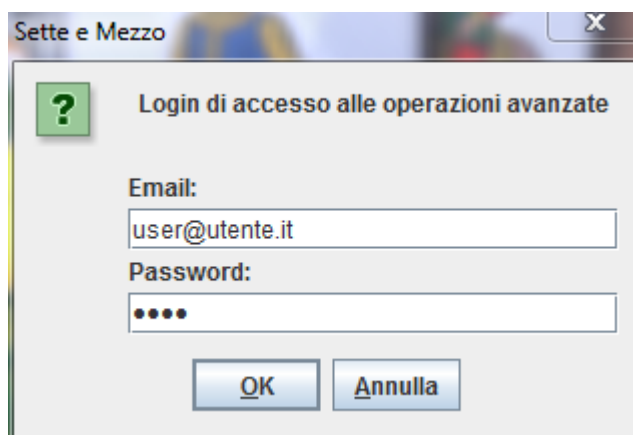 Sette e Mezzo
X
?
Login di accesso alle operazioni avanzate
Email:
user@utente.it
Password:
••••
OK Annulla